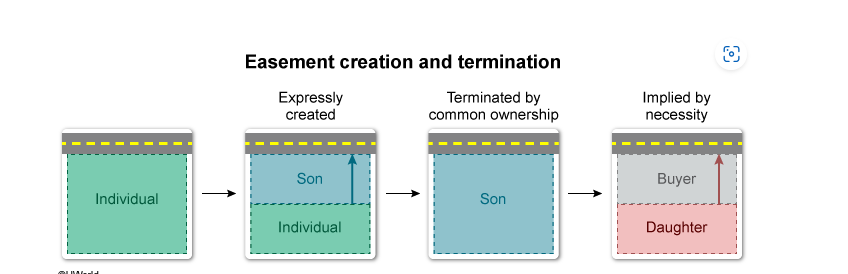 Easement creation and termination
Expressly
created
Terminated by
common ownership
Implied by
necessity
Individual
Son
Individual
Son
Buyer
Daughter